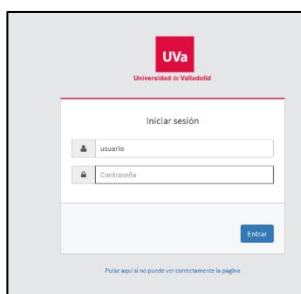 UVa
Universidad de Valladolid
Iniciar sesión
usuario
Contraseña
Entrar
Pulse aquí si no puede ver correctamente la página